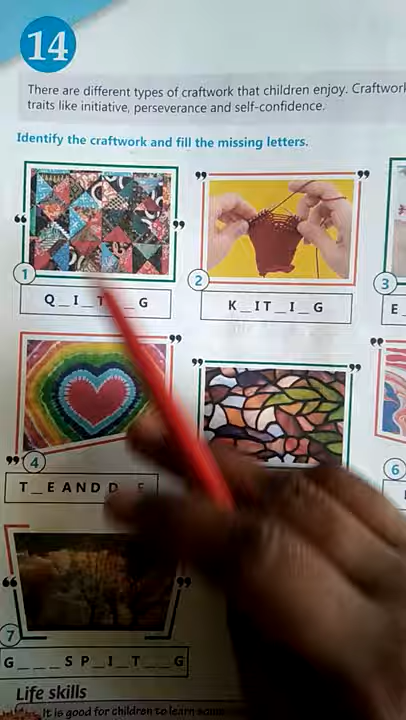 14
There are different types of craftwork that children enjoy. Craftwor
traits like initiative, perseverance and self-confidence.
Identify the craftwork and fill the missing letters.
1
2
3
Q _ I _ T _ _ G
K _ IT _ I _ G
E _
4
6
T _ E A N D D _ E
7
G _ _ _ S P _ I _ T _ _ G
Life skills
It is good for children to learn some